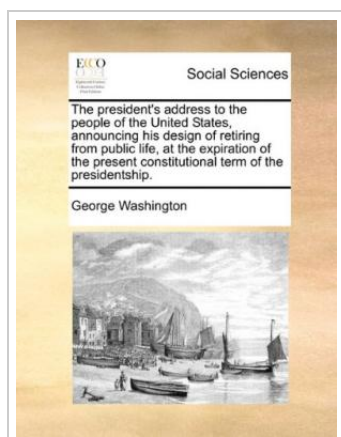 ECCO
Social Sciences
The president's address to the
people of the United States,
announcing his design of retiring
from public life, at the expiration of
the present constitutional term of the
presidentship.
George Washington